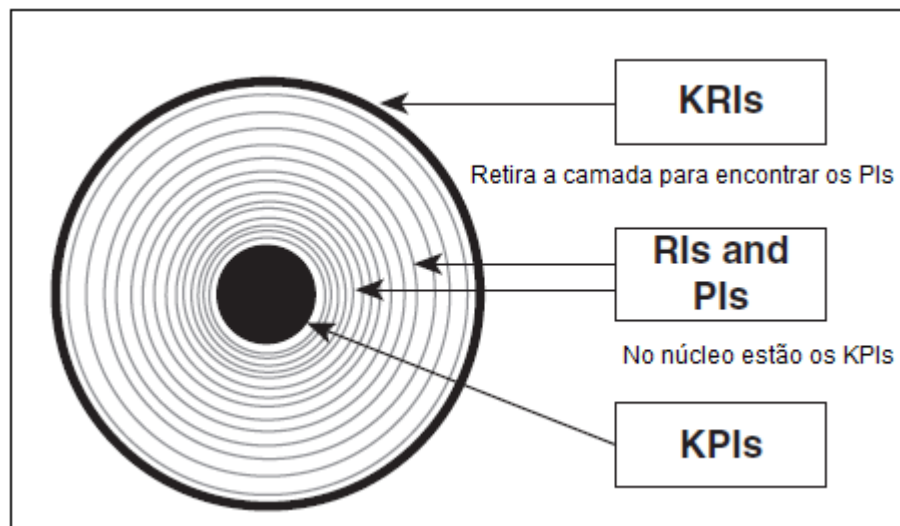 KRIs
Retira a camada para encontrar os PIs
RIs and
PIs
No núcleo estão os KPIs
KPIs